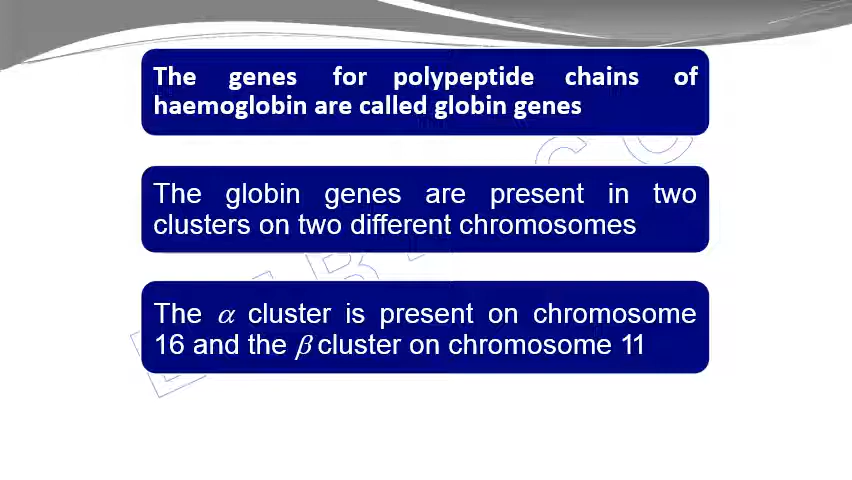 The genes for polypeptide chains of
haemoglobin are called globin genes
The globin genes are present in two
clusters on two different chromosomes
The α cluster is present on chromosome
16 and the β cluster on chromosome 11